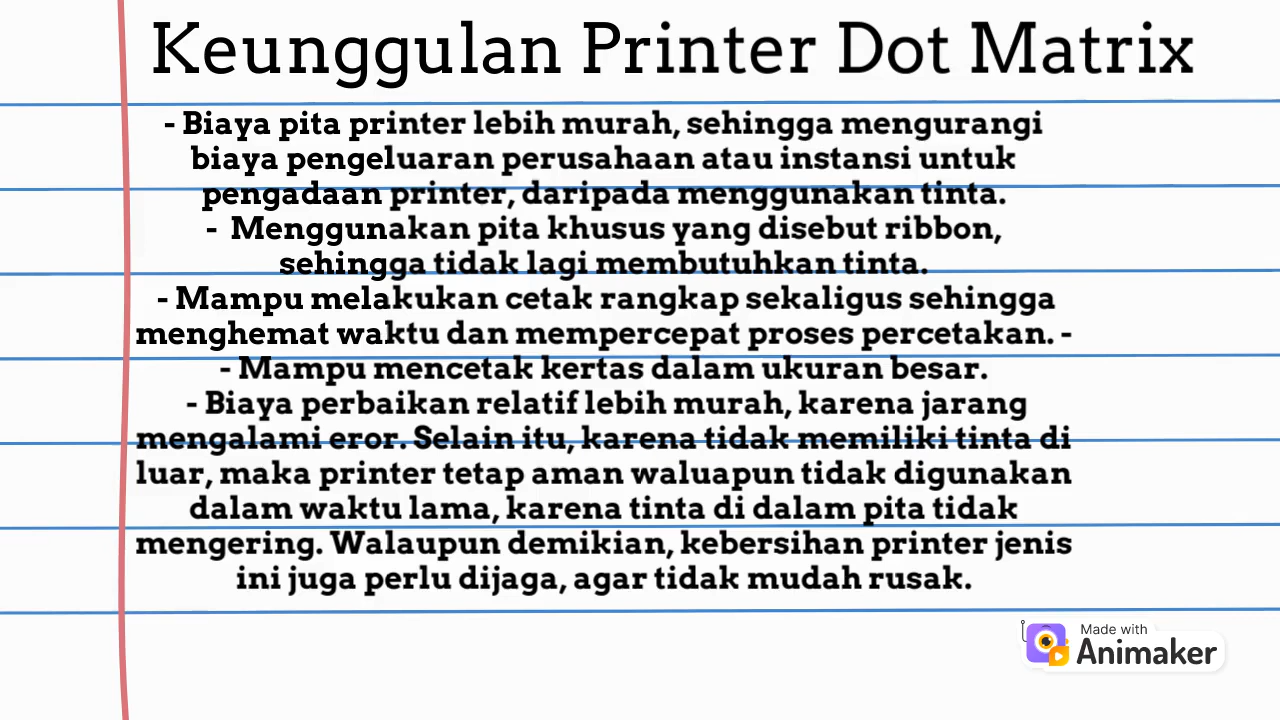 Keunggulan Printer Dot Matrix
- Biaya pita printer lebih murah, sehingga mengurangi
biaya pengeluaran perusahaan atau instansi untuk
pengadaan printer, daripada menggunakan tinta.
- Menggunakan pita khusus yang disebut ribbon,
sehingga tidak lagi membutuhkan tinta.
- Mampu melakukan cetak rangkap sekaligus sehingga
menghemat waktu dan mempercepat proses percetakan. -
- Mampu mencetak kertas dalam ukuran besar.
- Biaya perbaikan relatif lebih murah, karena jarang
mengalami eror. Selain itu, karena tidak memiliki tinta di
luar, maka printer tetap aman waluapun tidak digunakan
dalam waktu lama, karena tinta di dalam pita tidak
mengering. Walaupun demikian, kebersihan printer jenis
ini juga perlu dijaga, agar tidak mudah rusak.
Made with
Animaker